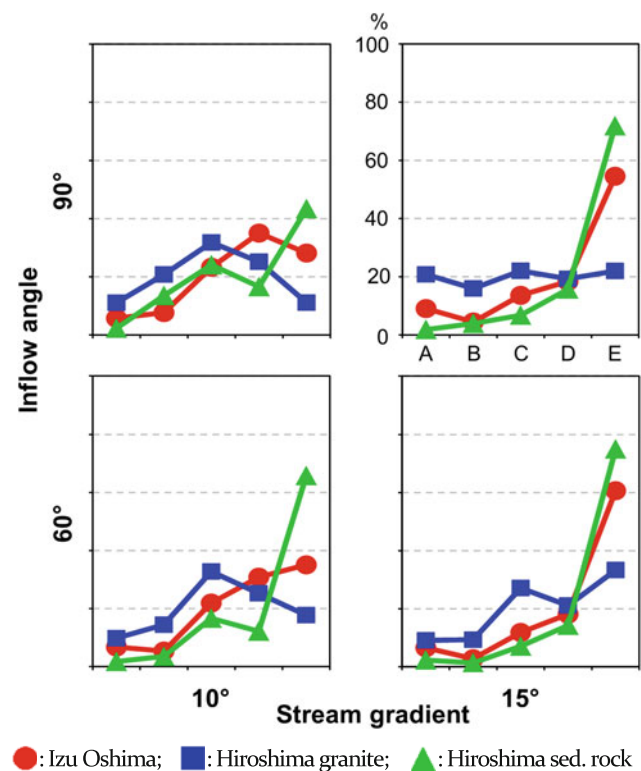 %
100
80
60
40
20
0
A B C D E
90°
Inflow angle
60°
10° 15°
Stream gradient
: Izu Oshima; : Hiroshima granite; : Hiroshima sed. rock